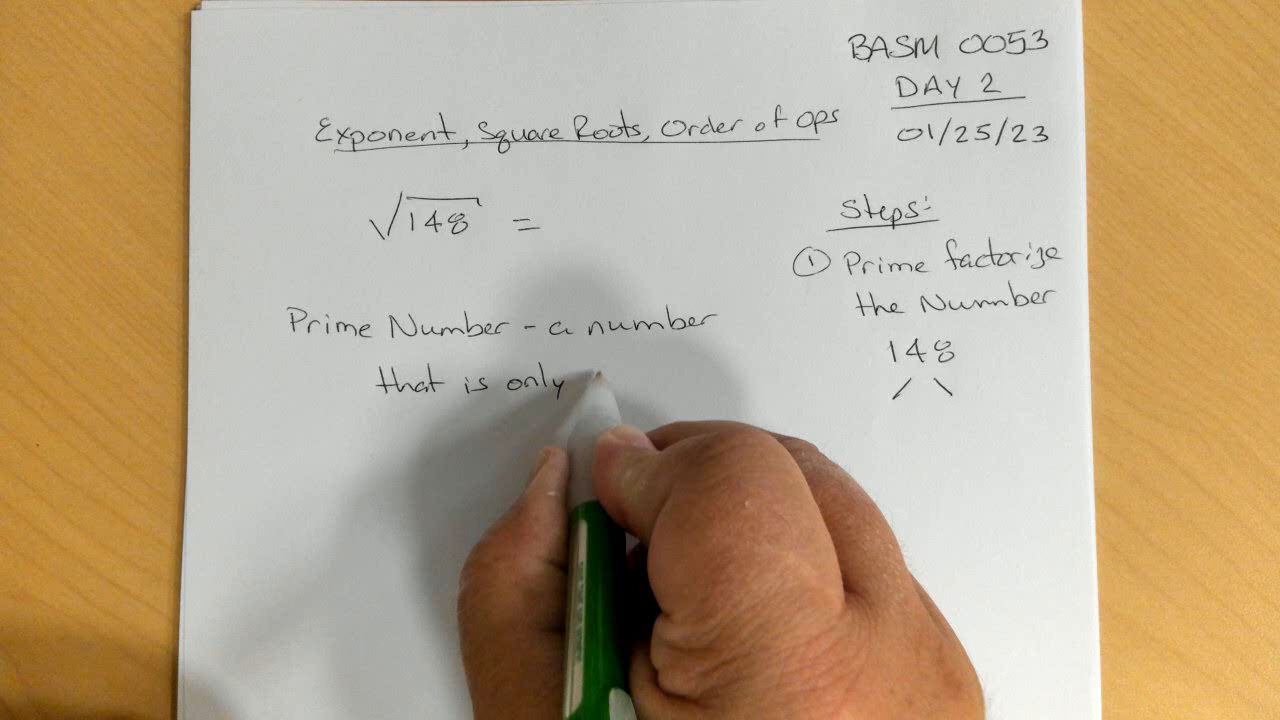 BASM 0053
DAY 2
01/25/23
Exponent, Square Roots, Order of Ops
√148 =
Prime Number - a number
that is only
Steps:
① Prime factorize
the Number
148